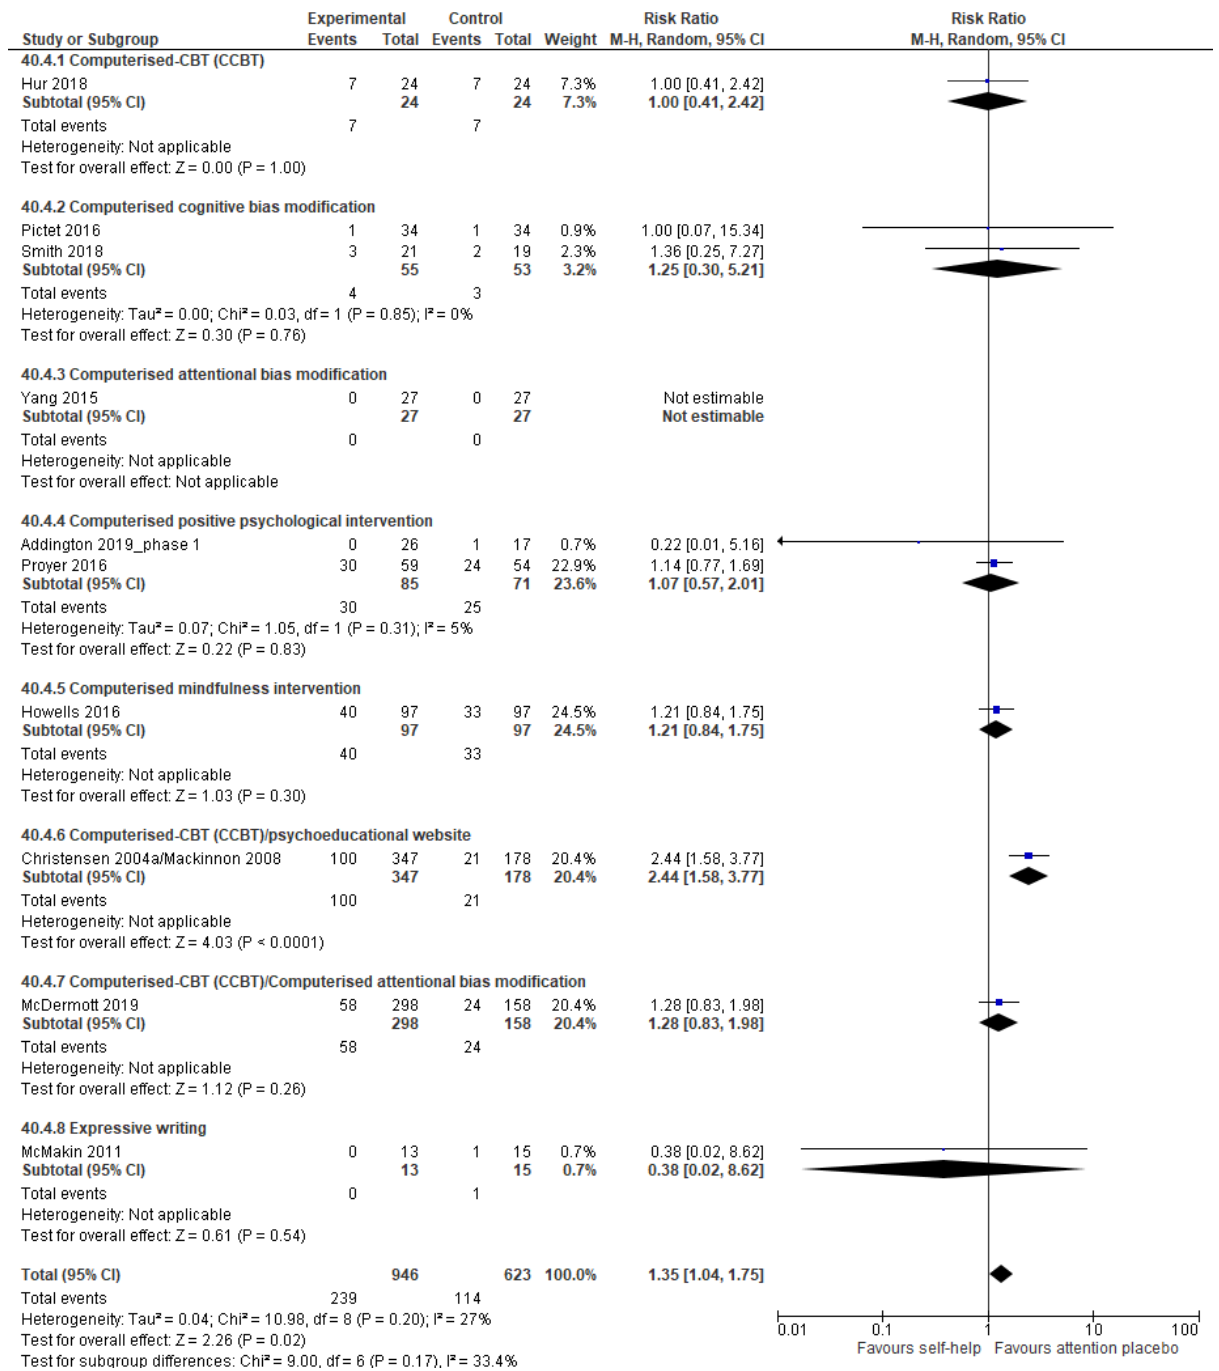 Experimental Control Risk Ratio Risk Ratio
Study or Subgroup Events Total Events Total Weight M-H, Random, 95% CI M-H, Random, 95% CI
40.4.1 Computerised-CBT (CCBT)
Hur 2018 7 24 7 24 7.3% 1.00 [0.41, 2.42]
Subtotal (95% CI) 24 24 7.3% 1.00 [0.41, 2.42]
Total events 7 7
Heterogeneity: Not applicable
Test for overall effect: Z = 0.00 (P = 1.00)
40.4.2 Computerised cognitive bias modification
Pictet 2016 1 34 1 34 0.9% 1.00 [0.07, 15.34]
Smith 2018 3 21 2 19 2.3% 1.36 [0.25, 7.27]
Subtotal (95% CI) 55 53 3.2% 1.25 [0.30, 5.21]
Total events 4 3
Heterogeneity: Tau² = 0.00; Chi² = 0.03, df = 1 (P = 0.85); I² = 0%
Test for overall effect: Z = 0.30 (P = 0.76)
40.4.3 Computerised attentional bias modification
Yang 2015 0 27 0 27 Not estimable
Subtotal (95% CI) 27 27 Not estimable
Total events 0 0
Heterogeneity: Not applicable
Test for overall effect: Not applicable
40.4.4 Computerised positive psychological intervention
Addington 2019_phase 1 0 26 1 17 0.7% 0.22 [0.01, 5.16]
Proyer 2016 30 59 24 54 22.9% 1.14 [0.77, 1.69]
Subtotal (95% CI) 85 71 23.6% 1.07 [0.57, 2.01]
Total events 30 25
Heterogeneity: Tau² = 0.07; Chi² = 1.05, df = 1 (P = 0.31); I² = 5%
Test for overall effect: Z = 0.22 (P = 0.83)
40.4.5 Computerised mindfulness intervention
Howells 2016 40 97 33 97 24.5% 1.21 [0.84, 1.75]
Subtotal (95% CI) 97 97 24.5% 1.21 [0.84, 1.75]
Total events 40 33
Heterogeneity: Not applicable
Test for overall effect: Z = 1.03 (P = 0.30)
40.4.6 Computerised-CBT (CCBT)/psychoeducational website
Christensen 2004a/Mackinnon 2008 100 347 21 178 20.4% 2.44 [1.58, 3.77]
Subtotal (95% CI) 347 178 20.4% 2.44 [1.58, 3.77]
Total events 100 21
Heterogeneity: Not applicable
Test for overall effect: Z = 4.03 (P < 0.0001)
40.4.7 Computerised-CBT (CCBT)/Computerised attentional bias modification
McDermott 2019 58 298 24 158 20.4% 1.28 [0.83, 1.98]
Subtotal (95% CI) 298 158 20.4% 1.28 [0.83, 1.98]
Total events 58 24
Heterogeneity: Not applicable
Test for overall effect: Z = 1.12 (P = 0.26)
40.4.8 Expressive writing
McMakin 2011 0 13 1 15 0.7% 0.38 [0.02, 8.62]
Subtotal (95% CI) 13 15 0.7% 0.38 [0.02, 8.62]
Total events 0 1
Heterogeneity: Not applicable
Test for overall effect: Z = 0.61 (P = 0.54)
Total (95% CI) 946 623 100.0% 1.35 [1.04, 1.75]
Total events 239 114
Heterogeneity: Tau² = 0.04; Chi² = 10.98, df = 8 (P = 0.20); I² = 27%
Test for overall effect: Z = 2.26 (P = 0.02)
Test for subgroup differences: Chi² = 9.00, df = 6 (P = 0.17), I² = 33.4%
0.01 0.1 1 10 100
Favours self-help Favours attention placebo